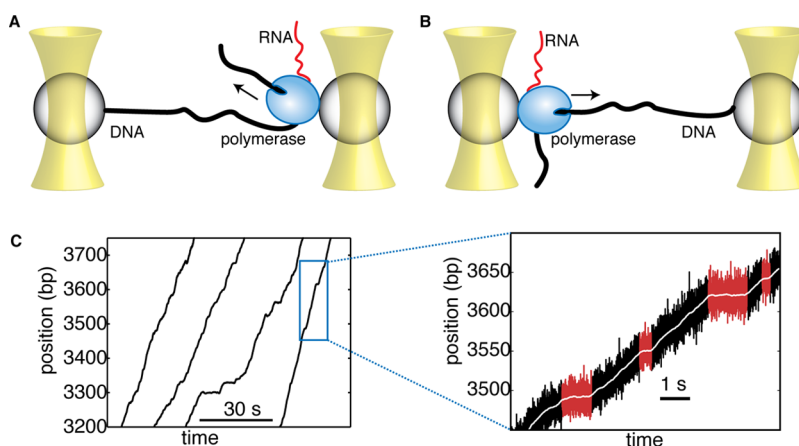 A
RNA
DNA
polymerase
B
RNA
polymerase
DNA
C
position (bp)
3700
3600
3500
3400
3300
3200
30 s
time
position (bp)
3650
3600
3550
3500
1 s
time